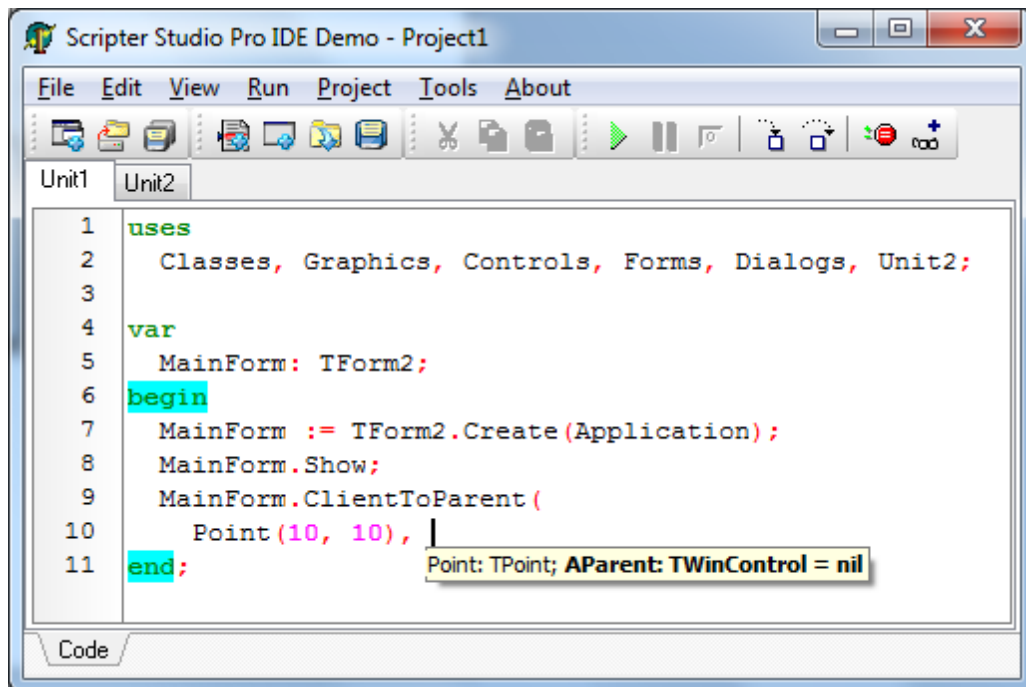 Scripter Studio Pro IDE Demo - Project1
File Edit View Run Project Tools About
Unit1 Unit2
1 uses
2 Classes, Graphics, Controls, Forms, Dialogs, Unit2;
3
4 var
5 MainForm: TForm2;
6 begin
7 MainForm := TForm2.Create(Application);
8 MainForm.Show;
9 MainForm.ClientToParent(
10 Point(10, 10),
11 end;
Point: TPoint; AParent: TWinControl = nil
Code